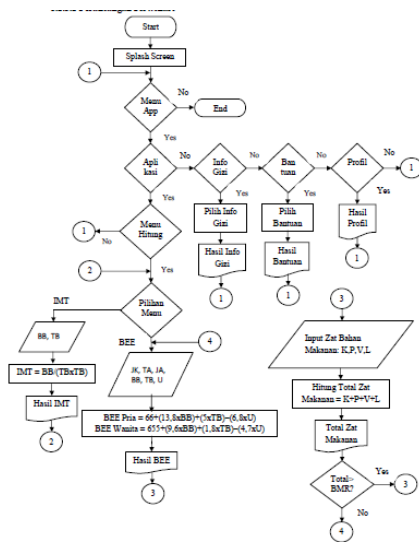 Start
Splash Screen
1
Menu
App
No
End
Yes
Apli
kasi
No
Info
Gizi
No
Ban
tuan
No
Profil
No
1
Yes
Yes
Yes
Yes
Menu
Hitung
1
No
Pilih Info
Gizi
Pilih
Bantuan
Hasil
Profil
Hasil Info
Gizi
Hasil
Bantuan
1
1
1
2
Yes
IMT
Pilihan
Menu
BB, TB
IMT = BB/(TBxTB)
Hasil IMT
2
BEE
4
JK, TA, JA,
BB, TB, U
BEE Pria = 66+(13,8xBB)+(5xTB)–(6,8xU)
BEE Wanita = 655+(9,6xBB)+(1,8xTB)–(4,7xU)
Hasil BEE
3
3
Input Zat Bahan
Makanan: K,P,V,L
Hitung Total Zat
Makanan = K+P+V+L
Total Zat
Makanan
Total>
BMR?
Yes
3
No
4